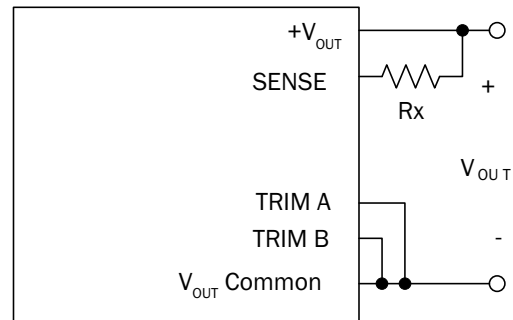 +VOUT
SENSE
+
Rx
VOUT
TRIM A
TRIM B
-
VOUT Common